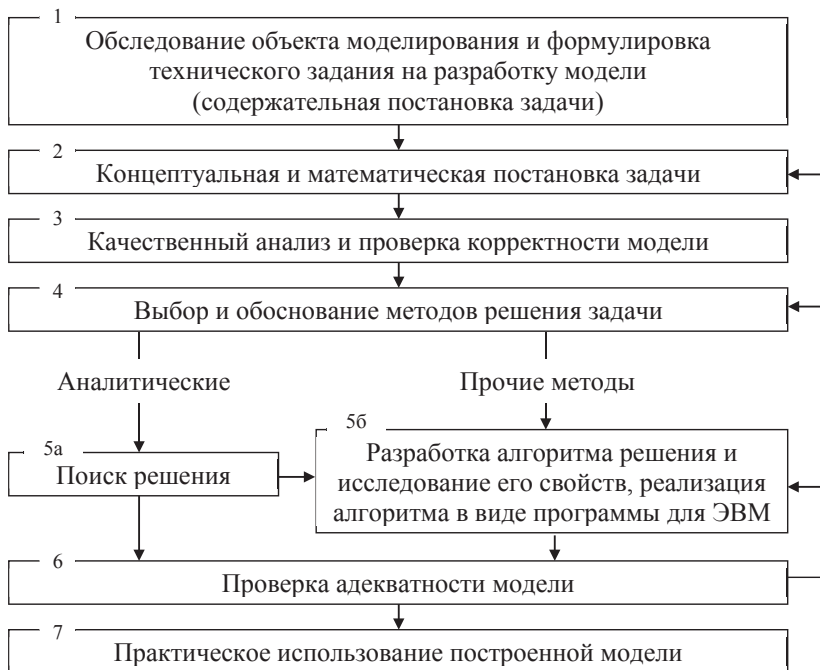 1
Обследование объекта моделирования и формулировка
технического задания на разработку модели
(содержательная постановка задачи)
2
Концептуальная и математическая постановка задачи
3
Качественный анализ и проверка корректности модели
4
Выбор и обоснование методов решения задачи
Аналитические
Прочие методы
5а
Поиск решения
5б
Разработка алгоритма решения и
исследование его свойств, реализация
алгоритма в виде программы для ЭВМ
6
Проверка адекватности модели
7
Практическое использование построенной модели